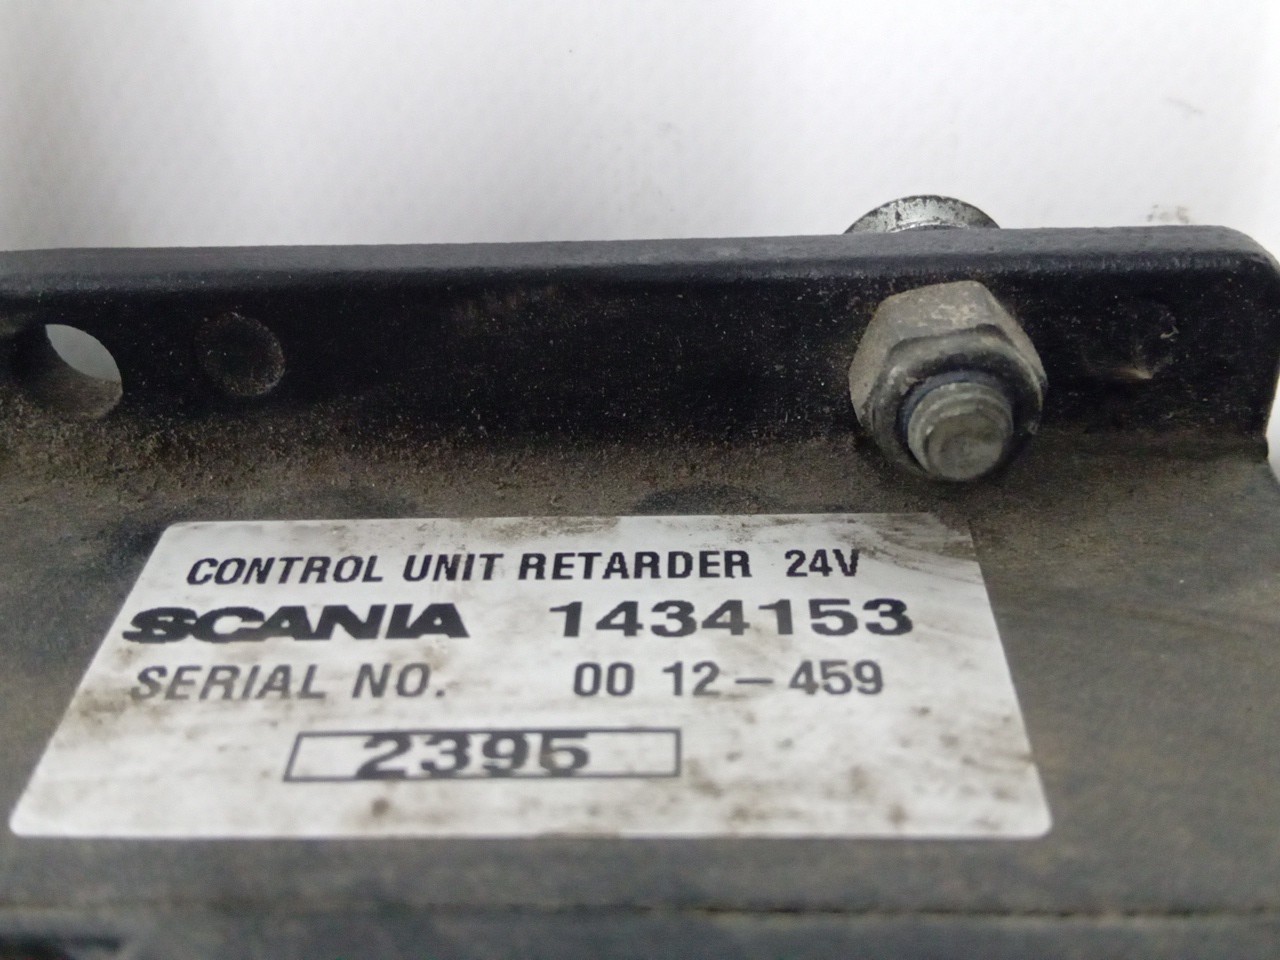 CONTROL UNIT RETARDER 24V
SCANIA 1434153
SERIAL NO. 00 12-459
2395